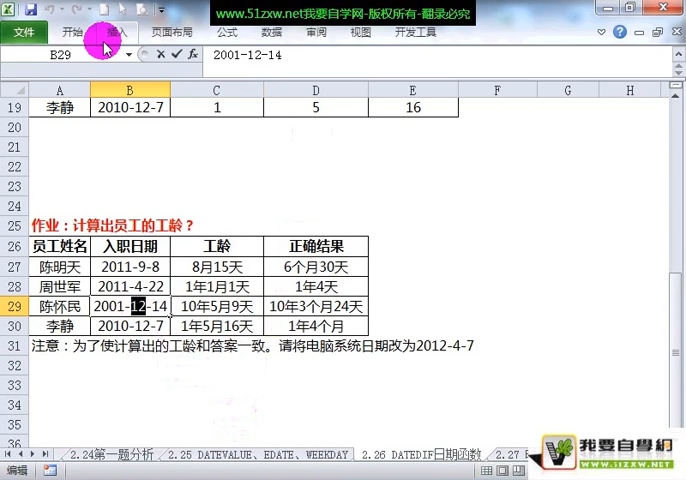 www.51zxw.net我要自学网-版权所有-翻录必究
文件 开始 插入 页面布局 公式 数据 审阅 视图 开发工具
B29 fx 2001-12-14
A B C D E F G H
19 李静 2010-12-7 1 5 16
20
21
22
23
24
25 作业：计算出员工的工龄？
26 员工姓名 入职日期 工龄 正确结果
27 陈明天 2011-9-8 8月15天 6个月30天
28 周世军 2011-4-22 1年1月1天 1年4天
29 陈怀民 2001-12-14 10年5月9天 10年3个月24天
30 李静 2010-12-7 1年5月16天 1年4个月
31 注意：为了使计算出的工龄和答案一致。请将电脑系统日期改为2012-4-7
32
33
34
35
36
2.24第一题分析 2.25 DATEVALUE、EDATE、WEEKDAY 2.26 DATEDIF日期函数 2.27
编辑
我要自學網
WWW.51ZXW.NET